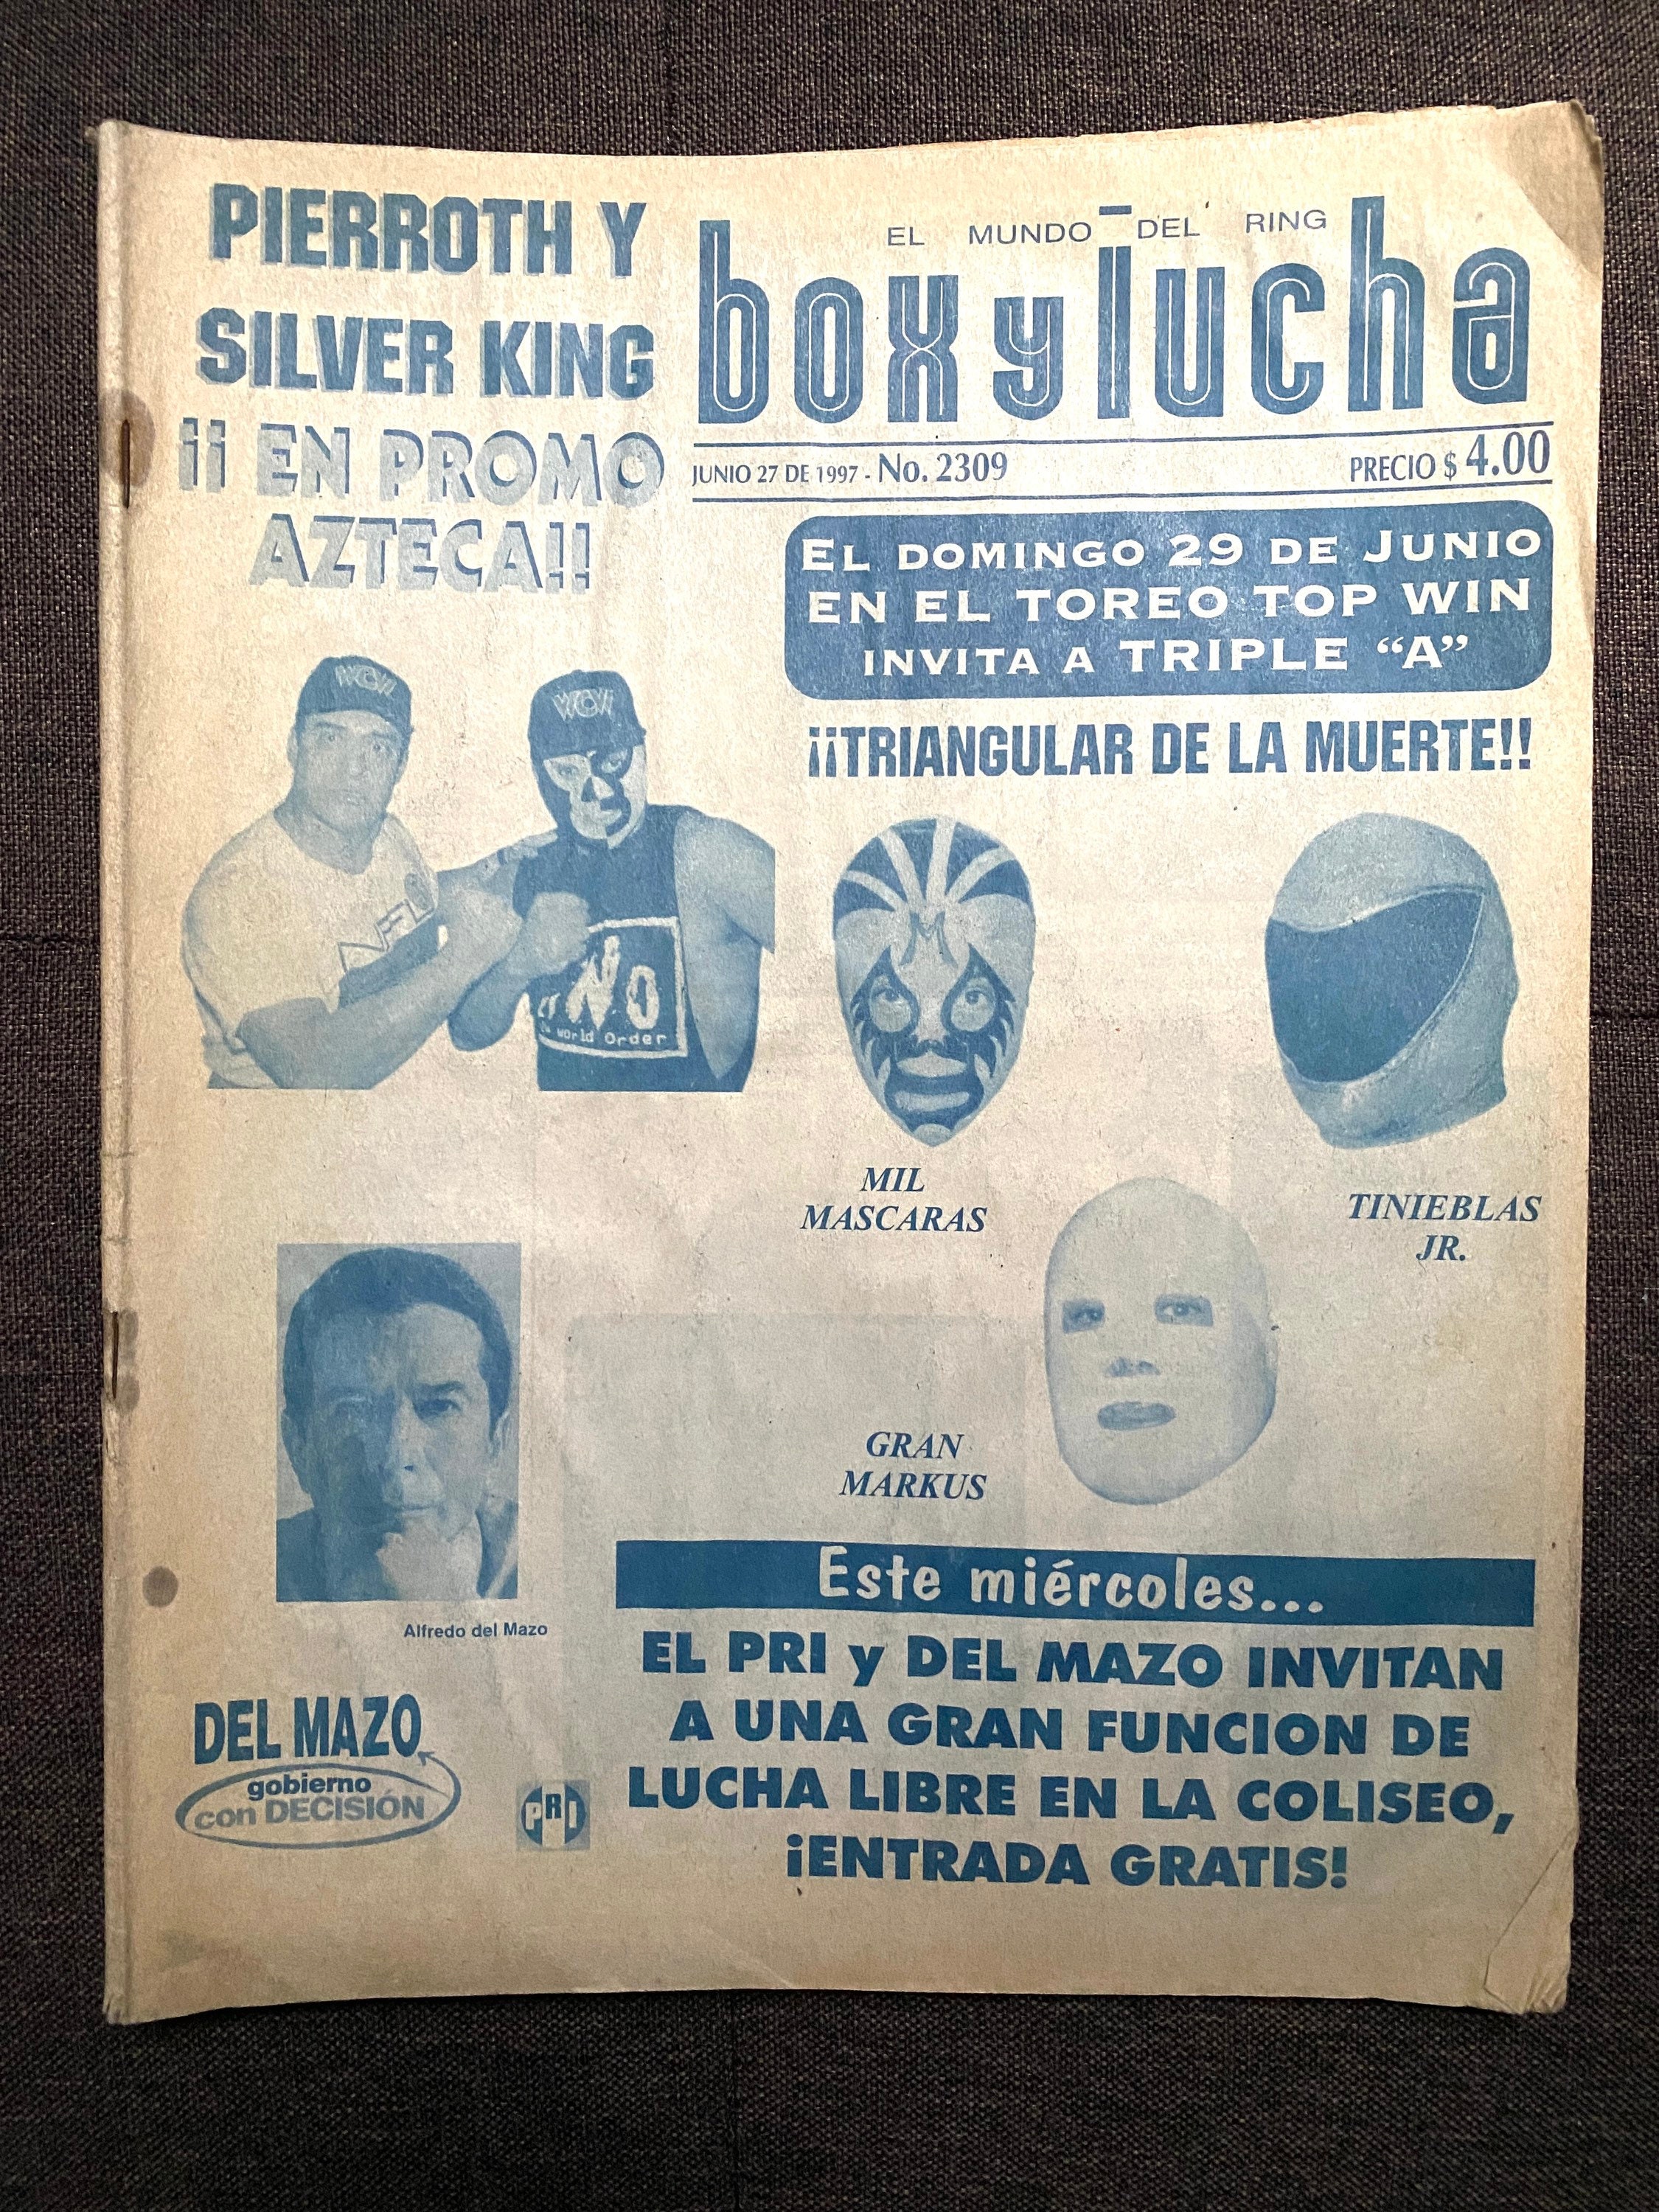 PIERROTH Y
SILVER KING
¡¡ EN PROMO
AZTECA!!
EL MUNDO DEL RING
box y lucha
JUNIO 27 DE 1997 - No. 2309
PRECIO $ 4.00
EL DOMINGO 29 DE JUNIO
EN EL TOREO TOP WIN
INVITA A TRIPLE “A”
¡¡TRIANGULAR DE LA MUERTE!!
WCW
WCW
NFL
World Order
M
MIL
MASCARAS
TINIEBLAS
JR.
GRAN
MARKUS
Alfredo del Mazo
DEL MAZO
gobierno
con DECISIÓN
PRI
Este miércoles...
EL PRI y DEL MAZO INVITAN
A UNA GRAN FUNCION DE
LUCHA LIBRE EN LA COLISEO,
¡ENTRADA GRATIS!